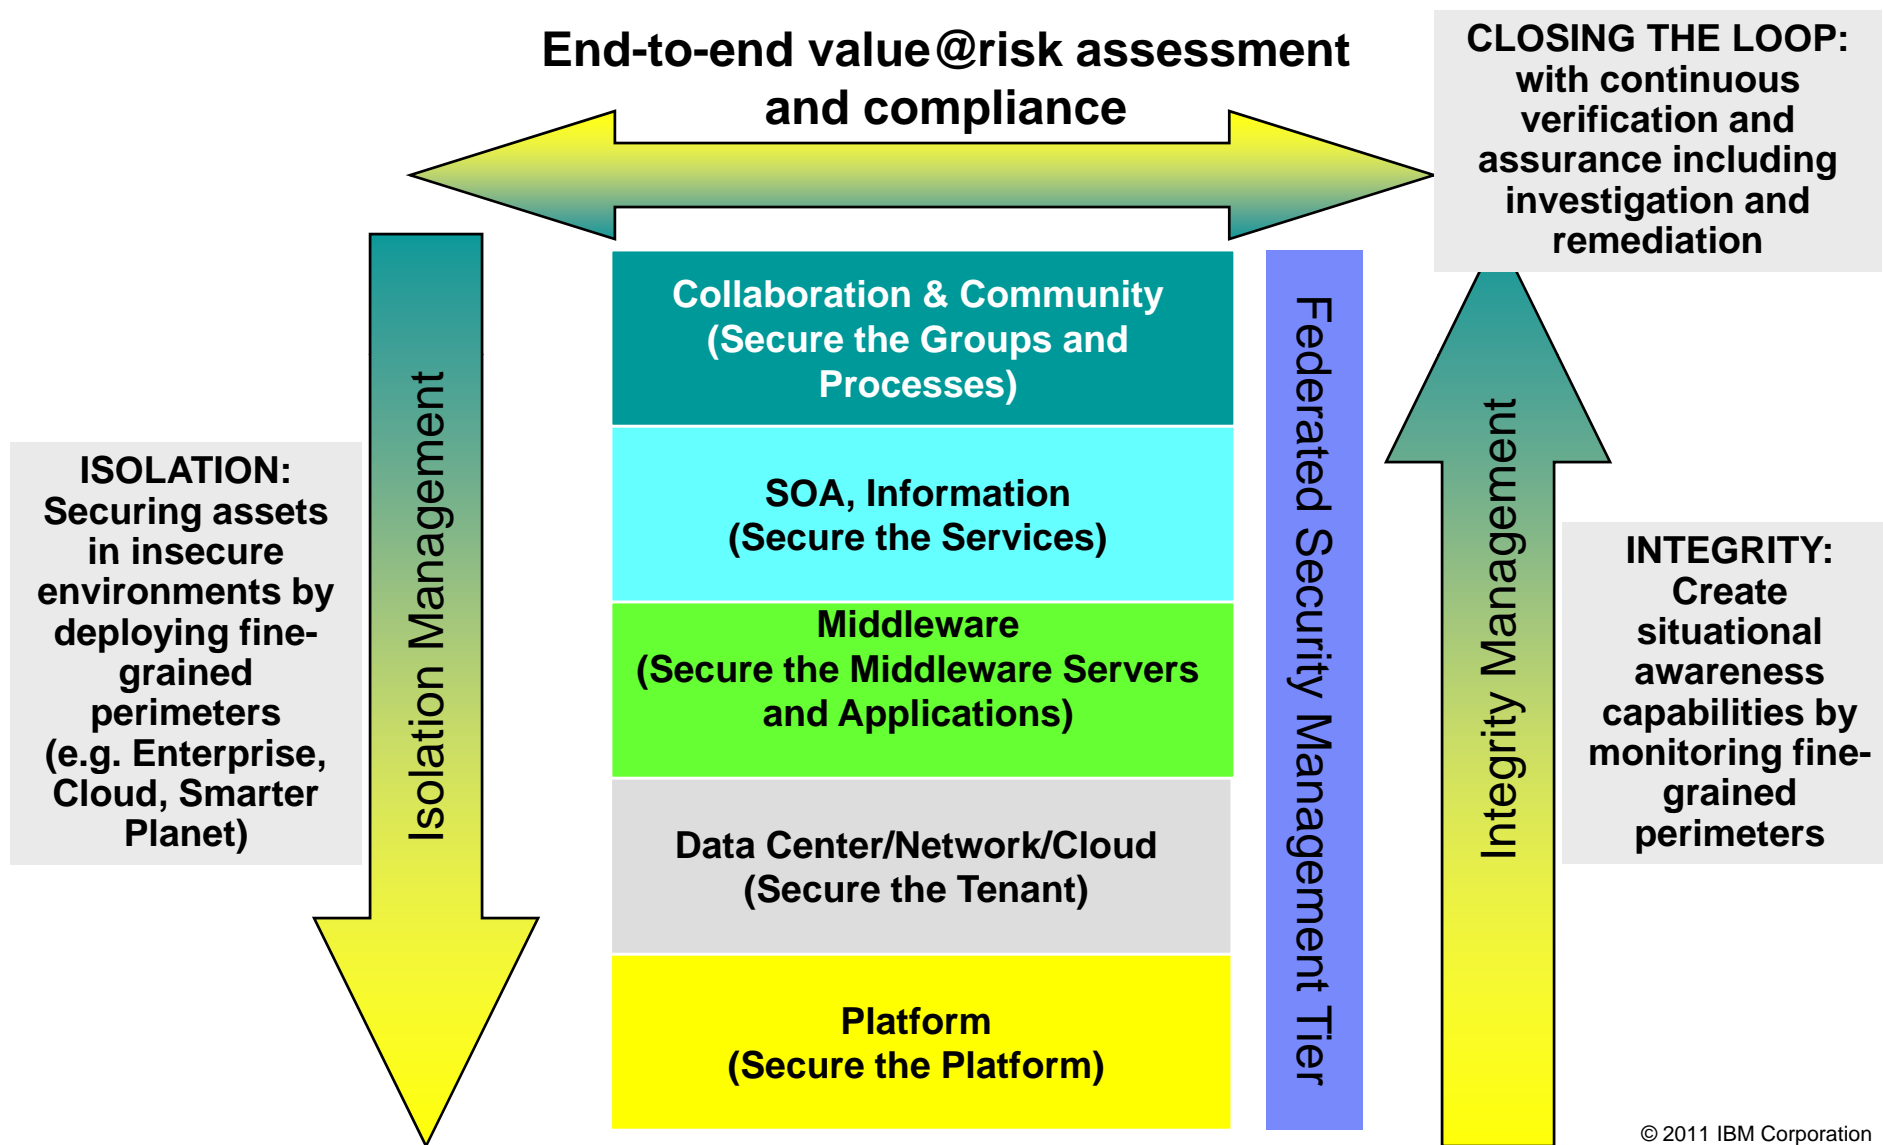 End-to-end value@risk assessment
and compliance
CLOSING THE LOOP:
with continuous
verification and
assurance including
investigation and
remediation
ISOLATION:
Securing assets
in insecure
environments by
deploying fine-
grained
perimeters
(e.g. Enterprise,
Cloud, Smarter
Planet)
Isolation Management
Collaboration & Community
(Secure the Groups and
Processes)
SOA, Information
(Secure the Services)
Middleware
(Secure the Middleware Servers
and Applications)
Data Center/Network/Cloud
(Secure the Tenant)
Platform
(Secure the Platform)
Federated Security Management Tier
Integrity Management
INTEGRITY:
Create
situational
awareness
capabilities by
monitoring fine-
grained
perimeters
© 2011 IBM Corporation